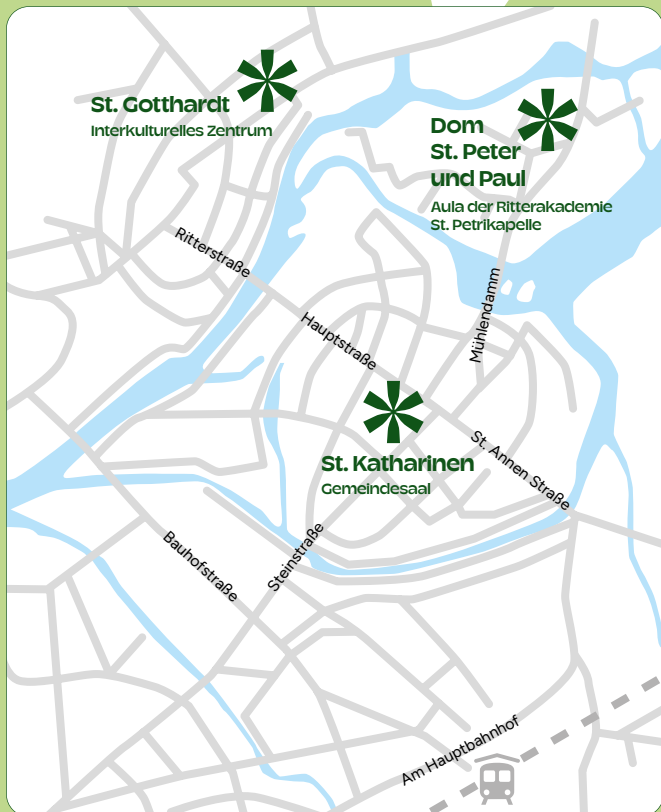 St. Gotthardt
Interkulturelles Zentrum
Dom
St. Peter
und Paul
Aula der Ritterakademie
St. Petrikapelle
Ritterstraße
Hauptstraße
Mühlendamm
St. Katharinen
Gemeindesaal
St. Annen Straße
Steinstraße
Bauhofstraße
Am Hauptbahnhof